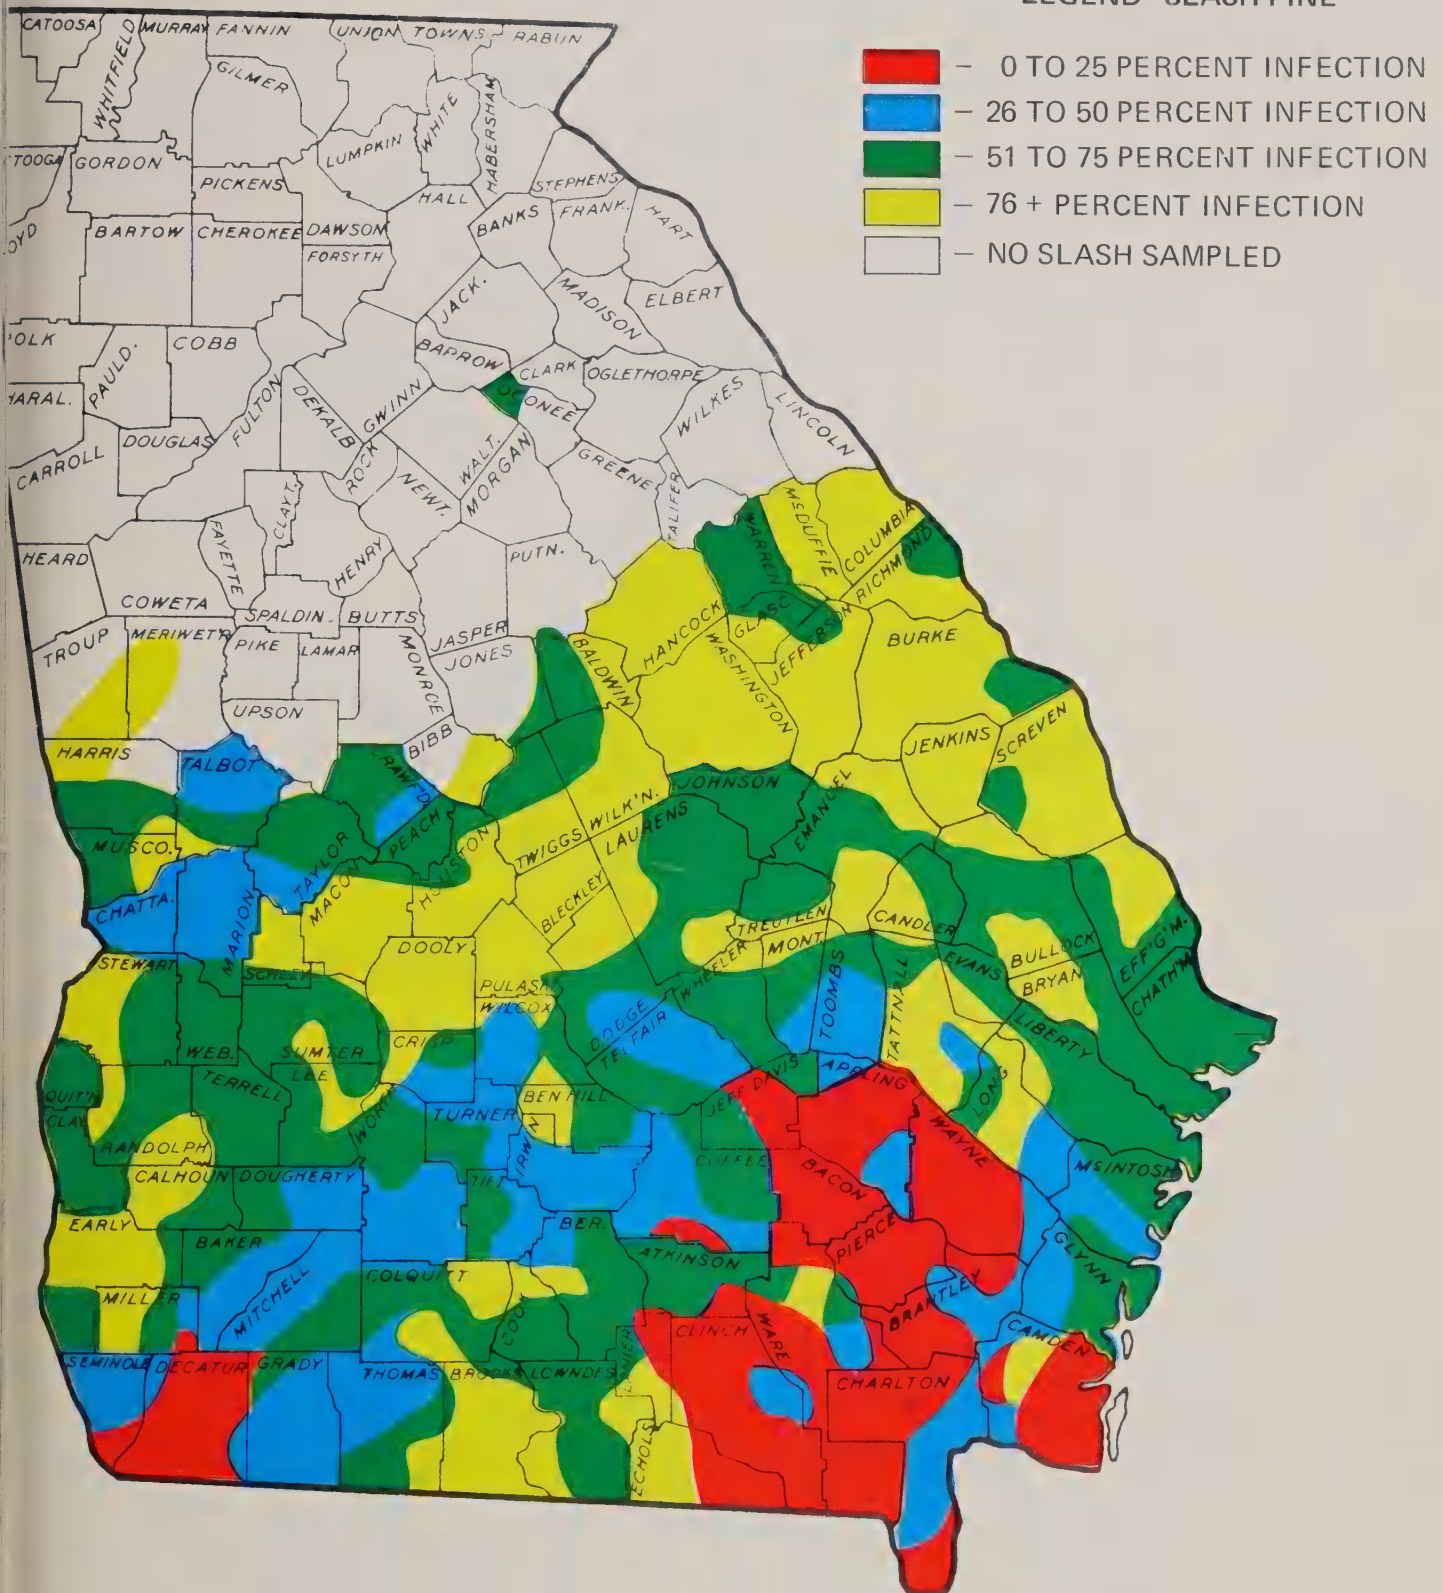 LEGEND - SLASH PINE
- 0 TO 25 PERCENT INFECTION
- 26 TO 50 PERCENT INFECTION
- 51 TO 75 PERCENT INFECTION
- 76 + PERCENT INFECTION
- NO SLASH SAMPLED
CATOOSA
WHITFIELD
MURRAY
FANNIN
UNION
TOWNS
RABUN
GILMER
LUMPKIN
WHITE
HABERSHAM
TOOGA
GORDON
PICKENS
HALL
STEPHENS
OYD
BARTOW
CHEROKEE
DAWSON
FORSYTH
BANKS
FRANK.
HART
JACK.
MADISON
ELBERT
OLK
PAULD.
COBB
BARROW
CLARK
OGLETHORPE
HARAL.
FULTON
DEKALB
GWINN
OCONEE
WILKES
LINCOLN
CARROLL
DOUGLAS
ROCK
NEWT.
WALT.
MORGAN
GREENE
TALIFER
CLAYT.
FAYETTE
HENRY
PUTN.
WARREN
McDUFFIE
COLUMBIA
RICHMOND
HEARD
COWETA
SPALDIN.
BUTTS
JASPER
HANCOCK
GLASC
JEFFERSON
BURKE
TROUP
MERIWET'R
PIKE
LAMAR
MONROE
JONES
BALDWIN
WASHINGTON
UPSON
BIBB
JENKINS
SCREVEN
HARRIS
TALBOT
CRAWF'D
PEACH
WILK'N.
JOHNSON
EMANUEL
MUSCO.
TAYLOR
MACON
HOUSTON
TWIGGS
LAURENS
BLECKLEY
CHATTA.
MARION
DOOLY
TREUTLEN
CANDLER
BULLOCK
EFF'G'M.
STEWART
SCHLEY
PULASKI
WILCOX
WHEELER
MONT.
TOOMBS
TATTNALL
EVANS
BRYAN
CHATH'M
WEB.
SUMTER
CRISP
DODGE
TELFAIR
LIBERTY
QUIT'N
TERRELL
LEE
WORTH
TURNER
BEN HILL
JEFF DAVIS
APPLING
LONG
CLAY
RANDOLPH
IRWIN
WAYNE
CALHOUN
DOUGHERTY
TIFT
COFFEE
BACON
McINTOSH
EARLY
BAKER
BER.
ATKINSON
PIERCE
GLYNN
MILLER
MITCHELL
COLQUITT
COOK
BRANTLEY
SEMINOLE
DECATUR
GRADY
THOMAS
BROOKS
LOWNDES
LANIER
CLINCH
WARE
CAMDEN
CHARLTON
ECHOLS